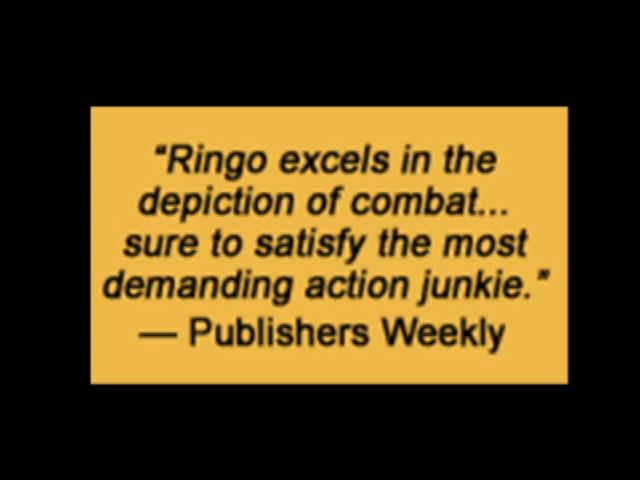 “Ringo excels in the
depiction of combat...
sure to satisfy the most
demanding action junkie.”
— Publishers Weekly